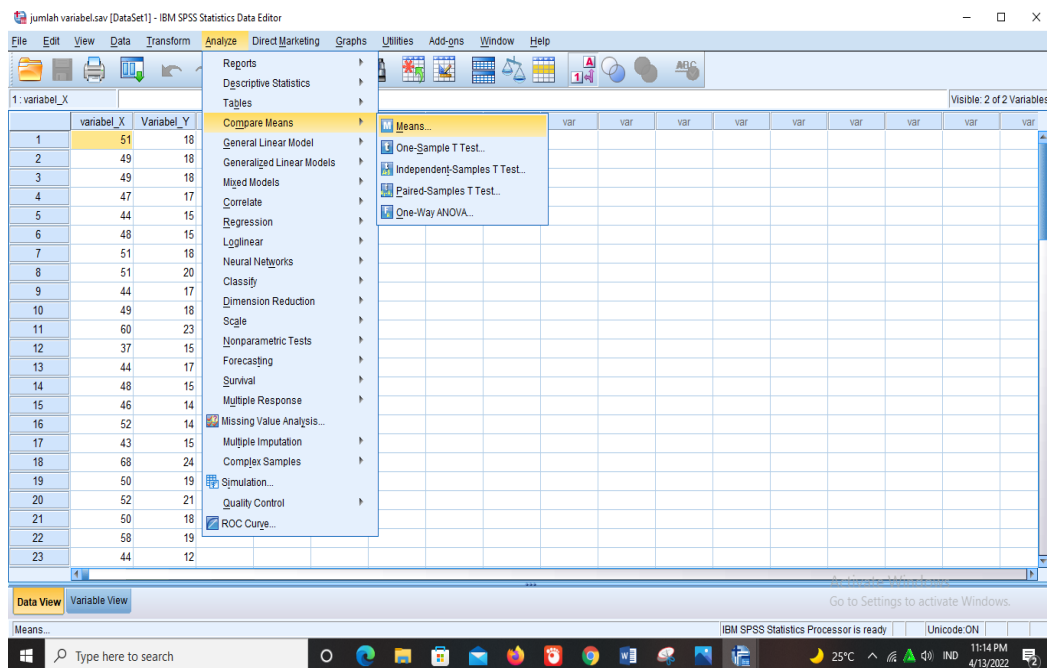 jumlah variabel.sav [DataSet1] - IBM SPSS Statistics Data Editor
File Edit View Data Transform Analyze Direct Marketing Graphs Utilities Add-ons Window Help
1 : variabel_X
Visible: 2 of 2 Variables
variabel_X Variabel_Y var var var var var var var var var
1 51 18
2 49 18
3 49 18
4 47 17
5 44 15
6 48 15
7 51 18
8 51 20
9 44 17
10 49 18
11 60 23
12 37 15
13 44 17
14 48 15
15 46 14
16 52 14
17 43 15
18 68 24
19 50 19
20 52 21
21 50 18
22 58 19
23 44 12
Reports
Descriptive Statistics
Tables
Compare Means
General Linear Model
Generalized Linear Models
Mixed Models
Correlate
Regression
Loglinear
Neural Networks
Classify
Dimension Reduction
Scale
Nonparametric Tests
Forecasting
Survival
Multiple Response
Missing Value Analysis...
Multiple Imputation
Complex Samples
Simulation...
Quality Control
ROC Curve...
Means...
One-Sample T Test...
Independent-Samples T Test...
Paired-Samples T Test...
One-Way ANOVA...
Data View Variable View
Activate Windows
Go to Settings to activate Windows.
Means...
IBM SPSS Statistics Processor is ready
Unicode:ON
Type here to search
25°C
IND
11:14 PM
4/13/2022